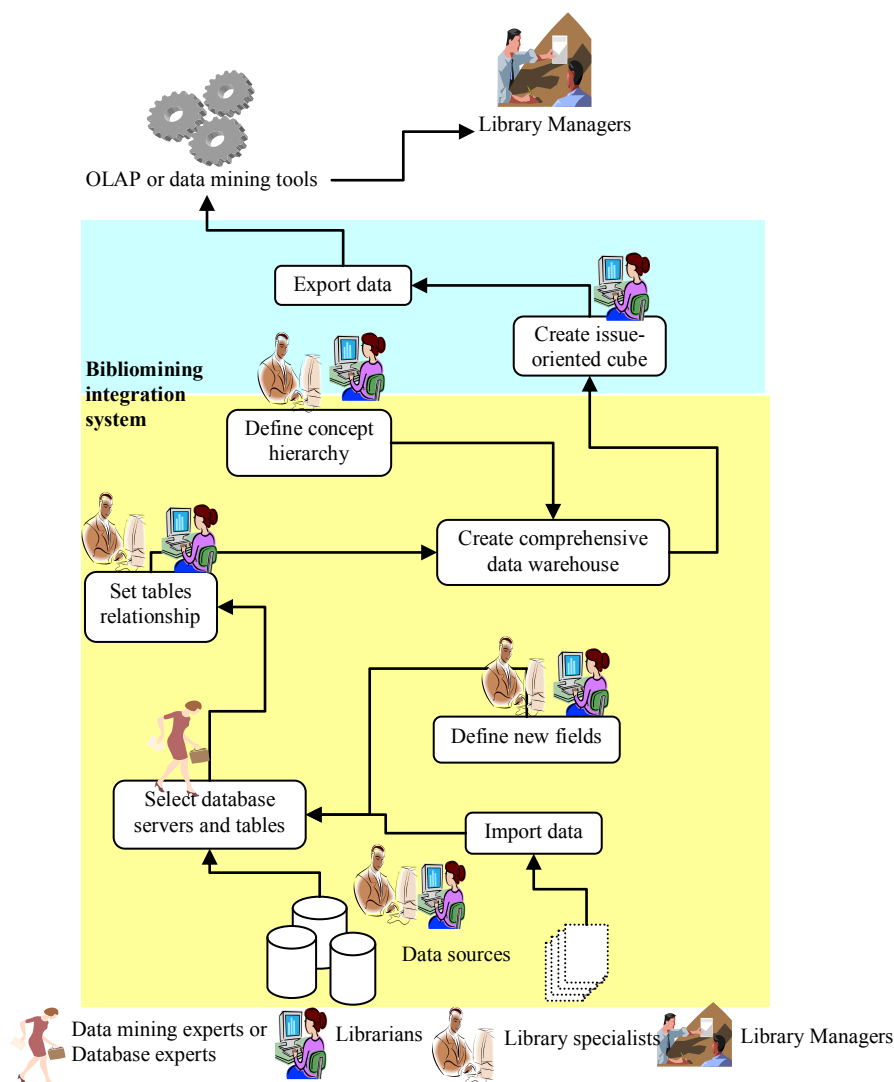 Library Managers
OLAP or data mining tools
Export data
Create issue-
oriented cube
Bibliomining
integration
system
Define concept
hierarchy
Create comprehensive
data warehouse
Set tables
relationship
Define new fields
Select database
servers and tables
Import data
Data sources
Data mining experts or
Database experts
Librarians
Library specialists
Library Managers